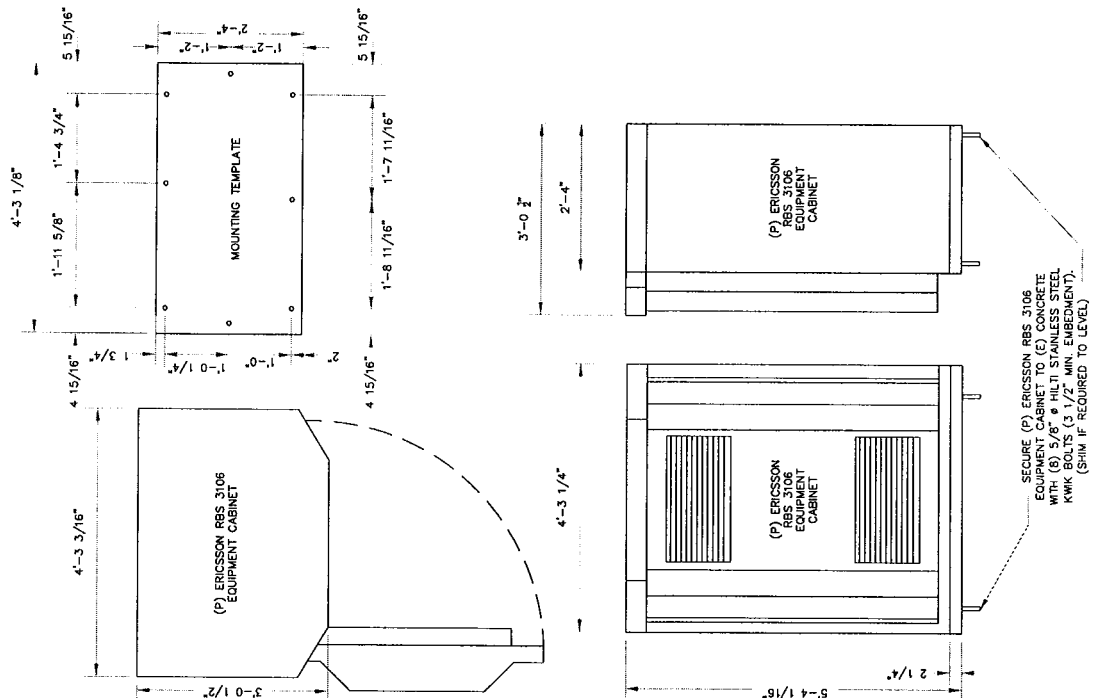 4'-3 3/16"
3'-0 1/2"
(P) ERICSSON RBS 3106
EQUIPMENT CABINET
4'-3 1/8"
4 15/16"
1'-11 5/8"
1'-4 3/4"
5 15/16"
1 3/4"
1'-0 1/4"
1'-0"
2"
2'-4"
1'-2"
1'-2"
MOUNTING TEMPLATE
4 15/16"
1'-8 11/16"
1'-7 11/16"
5 15/16"
4'-3 1/4"
5'-4 1/16"
2 1/4"
(P) ERICSSON
RBS 3106
EQUIPMENT
CABINET
3'-0 1/2"
2'-4"
(P) ERICSSON
RBS 3106
EQUIPMENT
CABINET
SECURE (P) ERICSSON RBS 3106
EQUIPMENT CABINET TO (E) CONCRETE
WITH (8) 5/8" ø HILTI STAINLESS STEEL
KWIK BOLTS (3 1/2" MIN. EMBEDMENT).
(SHIM IF REQUIRED TO LEVEL)